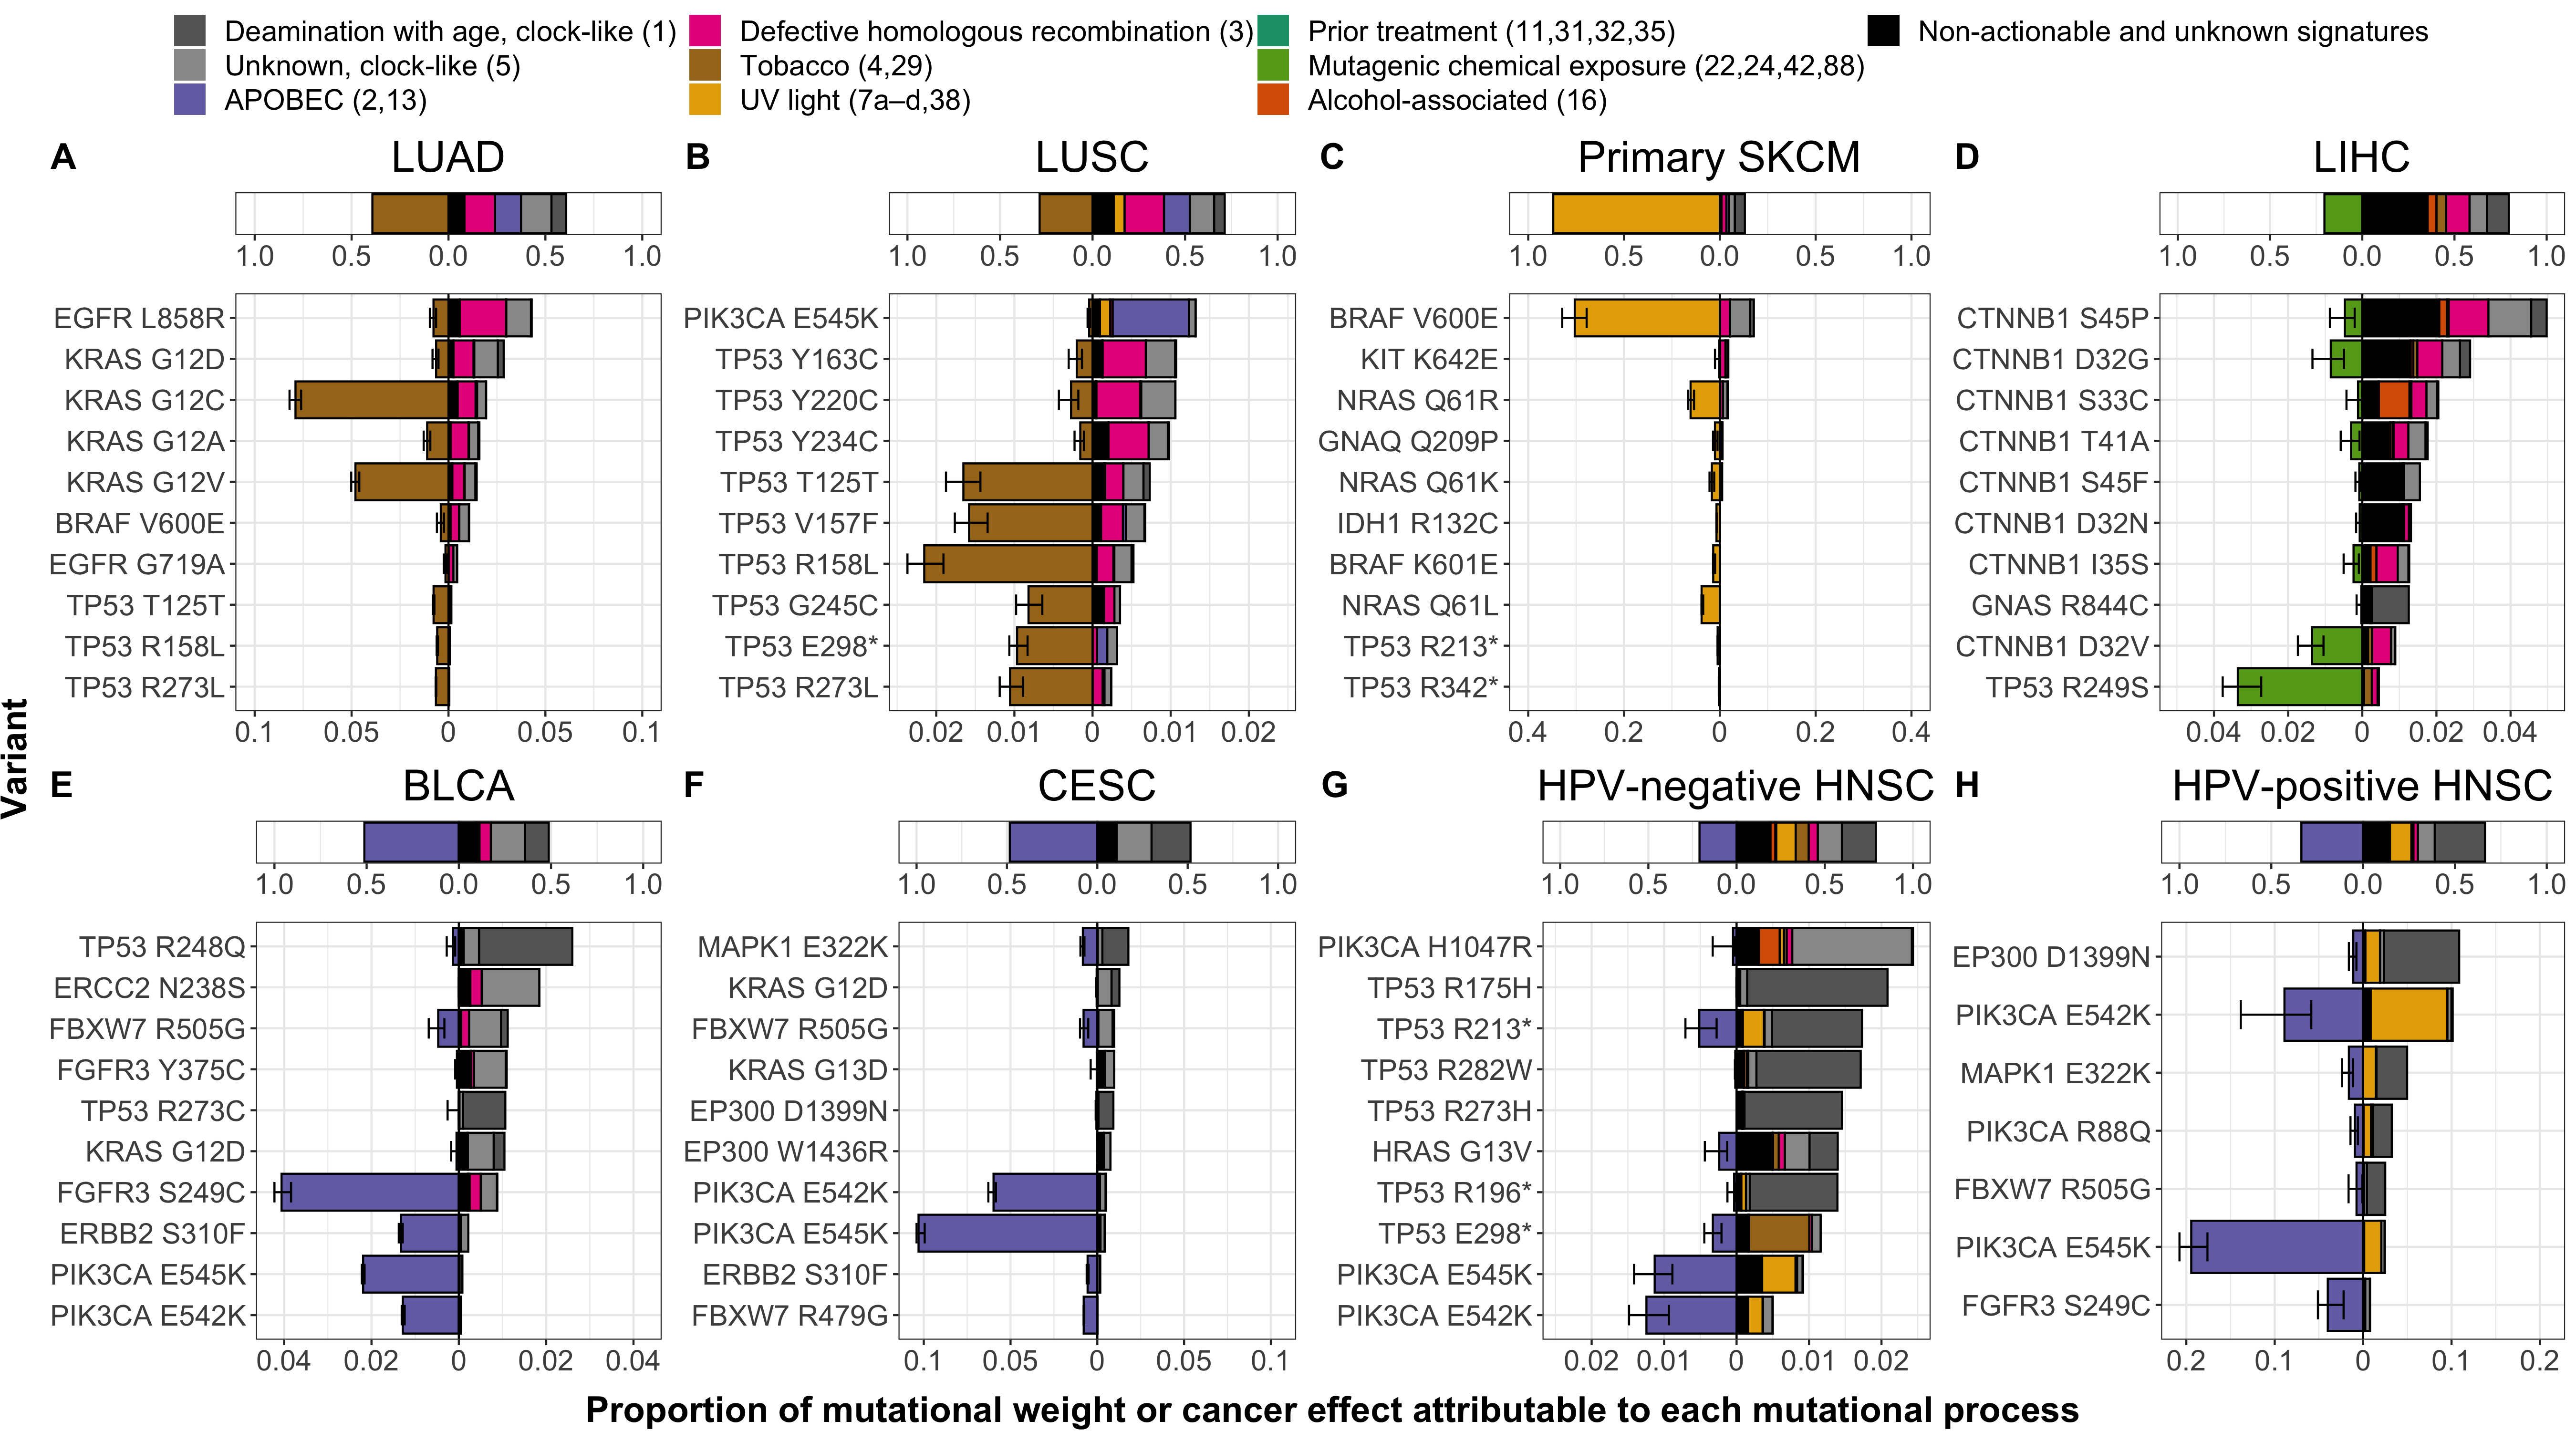 Deamination with age, clock-like (1)
Unknown, clock-like (5)
APOBEC (2,13)
Defective homologous recombination (3)
Tobacco (4,29)
UV light (7a–d,38)
Prior treatment (11,31,32,35)
Mutagenic chemical exposure (22,24,42,88)
Alcohol-associated (16)
Non-actionable and unknown signatures
Variant
A LUAD
1.0 0.5 0.0 0.5 1.0
EGFR L858R
KRAS G12D
KRAS G12C
KRAS G12A
KRAS G12V
BRAF V600E
EGFR G719A
TP53 T125T
TP53 R158L
TP53 R273L
0.1 0.05 0 0.05 0.1
B LUSC
1.0 0.5 0.0 0.5 1.0
PIK3CA E545K
TP53 Y163C
TP53 Y220C
TP53 Y234C
TP53 T125T
TP53 V157F
TP53 R158L
TP53 G245C
TP53 E298*
TP53 R273L
0.02 0.01 0 0.01 0.02
C Primary SKCM
1.0 0.5 0.0 0.5 1.0
BRAF V600E
KIT K642E
NRAS Q61R
GNAQ Q209P
NRAS Q61K
IDH1 R132C
BRAF K601E
NRAS Q61L
TP53 R213*
TP53 R342*
0.4 0.2 0 0.2 0.4
D LIHC
1.0 0.5 0.0 0.5 1.0
CTNNB1 S45P
CTNNB1 D32G
CTNNB1 S33C
CTNNB1 T41A
CTNNB1 S45F
CTNNB1 D32N
CTNNB1 I35S
GNAS R844C
CTNNB1 D32V
TP53 R249S
0.04 0.02 0 0.02 0.04
E BLCA
1.0 0.5 0.0 0.5 1.0
TP53 R248Q
ERCC2 N238S
FBXW7 R505G
FGFR3 Y375C
TP53 R273C
KRAS G12D
FGFR3 S249C
ERBB2 S310F
PIK3CA E545K
PIK3CA E542K
0.04 0.02 0 0.02 0.04
F CESC
1.0 0.5 0.0 0.5 1.0
MAPK1 E322K
KRAS G12D
FBXW7 R505G
KRAS G13D
EP300 D1399N
EP300 W1436R
PIK3CA E542K
PIK3CA E545K
ERBB2 S310F
FBXW7 R479G
0.1 0.05 0 0.05 0.1
G HPV-negative HNSC
1.0 0.5 0.0 0.5 1.0
PIK3CA H1047R
TP53 R175H
TP53 R213*
TP53 R282W
TP53 R273H
HRAS G13V
TP53 R196*
TP53 E298*
PIK3CA E545K
PIK3CA E542K
0.02 0.01 0 0.01 0.02
H HPV-positive HNSC
1.0 0.5 0.0 0.5 1.0
EP300 D1399N
PIK3CA E542K
MAPK1 E322K
PIK3CA R88Q
FBXW7 R505G
PIK3CA E545K
FGFR3 S249C
0.2 0.1 0 0.1 0.2
Proportion of mutational weight or cancer effect attributable to each mutational process